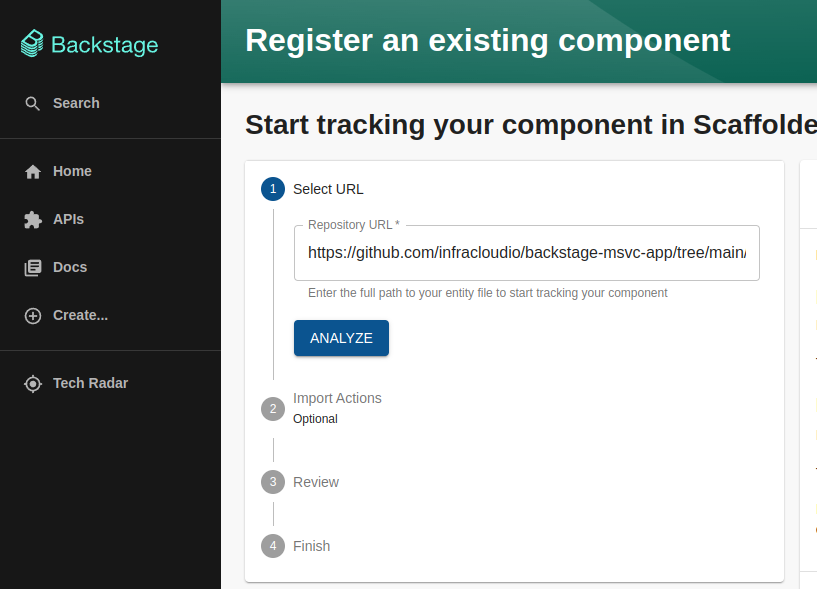 Backstage
Search
Home
APIs
Docs
Create...
Tech Radar
Register an existing component
Start tracking your component in Scaffolde
1 Select URL
Repository URL *
https://github.com/infracloudio/backstage-msvc-app/tree/main/
Enter the full path to your entity file to start tracking your component
ANALYZE
2 Import Actions
Optional
3 Review
4 Finish